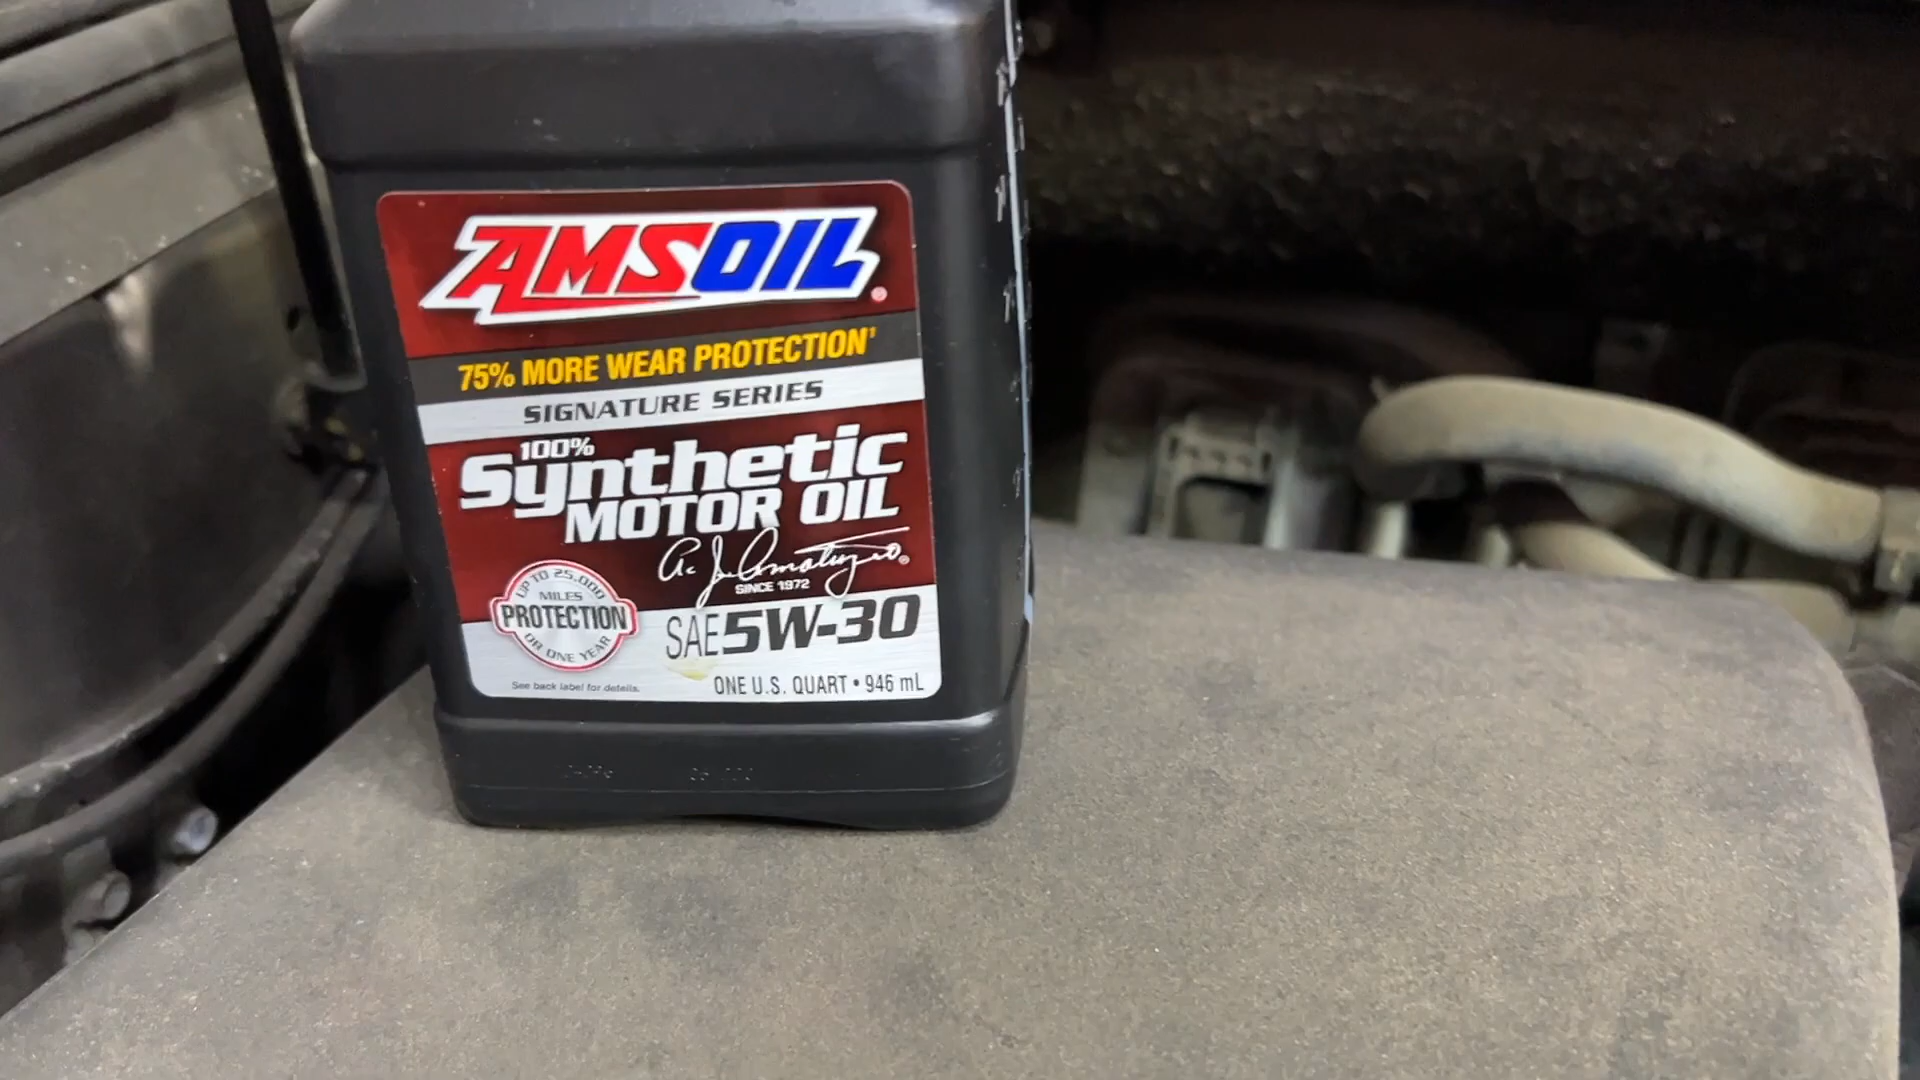 AMSOIL®
75% MORE WEAR PROTECTION†
SIGNATURE SERIES
100%
Synthetic
MOTOR OIL
SINCE 1972
UP TO 25,000
MILES
PROTECTION
OR ONE YEAR
SAE 5W-30
See back label for details.
ONE U.S. QUART • 946 mL